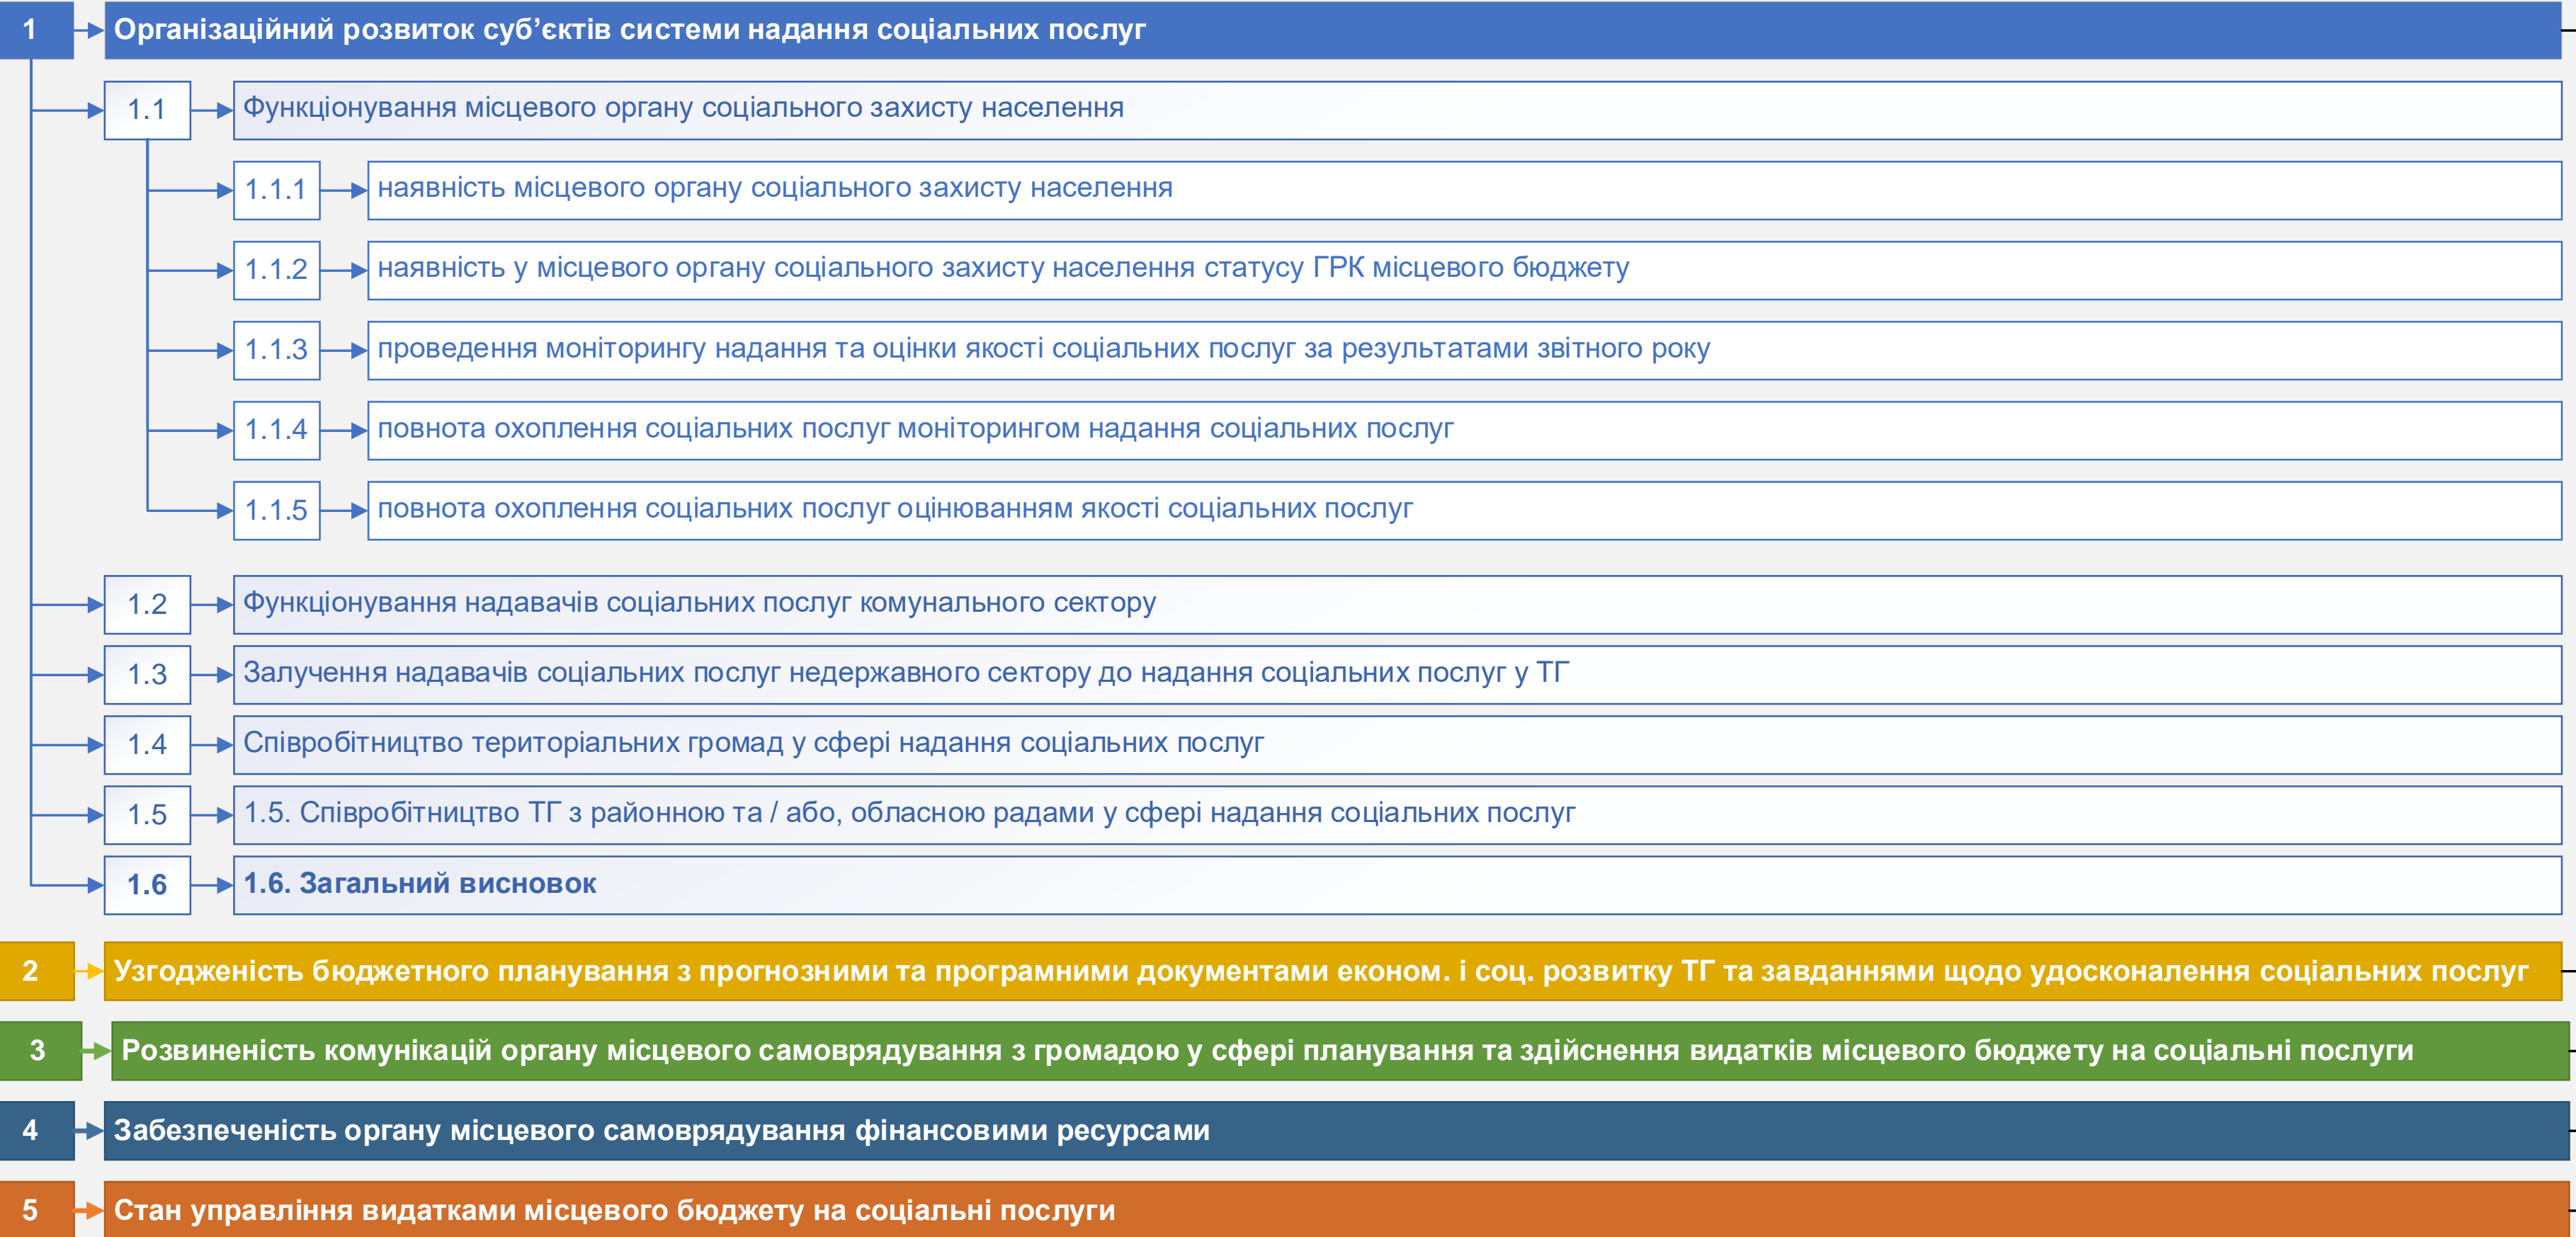 1 Організаційний розвиток суб’єктів системи надання соціальних послуг
1.1 Функціонування місцевого органу соціального захисту населення
1.1.1 наявність місцевого органу соціального захисту населення
1.1.2 наявність у місцевого органу соціального захисту населення статусу ГРК місцевого бюджету
1.1.3 проведення моніторингу надання та оцінки якості соціальних послуг за результатами звітного року
1.1.4 повнота охоплення соціальних послуг моніторингом надання соціальних послуг
1.1.5 повнота охоплення соціальних послуг оцінюванням якості соціальних послуг
1.2 Функціонування надавачів соціальних послуг комунального сектору
1.3 Залучення надавачів соціальних послуг недержавного сектору до надання соціальних послуг у ТГ
1.4 Співробітництво територіальних громад у сфері надання соціальних послуг
1.5 1.5. Співробітництво ТГ з районною та / або, обласною радами у сфері надання соціальних послуг
1.6 1.6. Загальний висновок
2 Узгодженість бюджетного планування з прогнозними та програмними документами економ. і соц. розвитку ТГ та завданнями щодо удосконалення соціальних послуг
3 Розвиненість комунікацій органу місцевого самоврядування з громадою у сфері планування та здійснення видатків місцевого бюджету на соціальні послуги
4 Забезпеченість органу місцевого самоврядування фінансовими ресурсами
5 Стан управління видатками місцевого бюджету на соціальні послуги